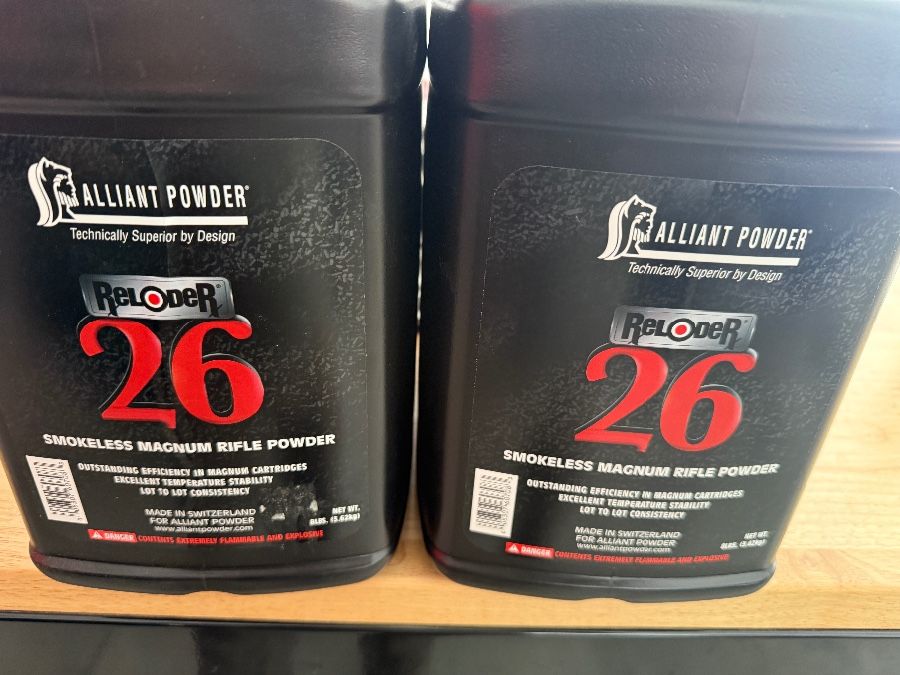 ALLIANT POWDER®
Technically Superior by Design
RELODER®
26
SMOKELESS MAGNUM RIFLE POWDER
OUTSTANDING EFFICIENCY IN MAGNUM CARTRIDGES
EXCELLENT TEMPERATURE STABILITY
LOT TO LOT CONSISTENCY
MADE IN SWITZERLAND
FOR ALLIANT POWDER
www.alliantpowder.com
NET WT.
8LBS. (3.62kg)
DANGER CONTENTS EXTREMELY FLAMMABLE AND EXPLOSIVE
ALLIANT POWDER®
Technically Superior by Design
RELODER®
26
SMOKELESS MAGNUM RIFLE POWDER
OUTSTANDING EFFICIENCY IN MAGNUM CARTRIDGES
EXCELLENT TEMPERATURE STABILITY
LOT TO LOT CONSISTENCY
MADE IN SWITZERLAND
FOR ALLIANT POWDER
www.alliantpowder.com
NET WT.
8LBS. (3.62kg)
DANGER CONTENTS EXTREMELY FLAMMABLE AND EXPLOSIVE